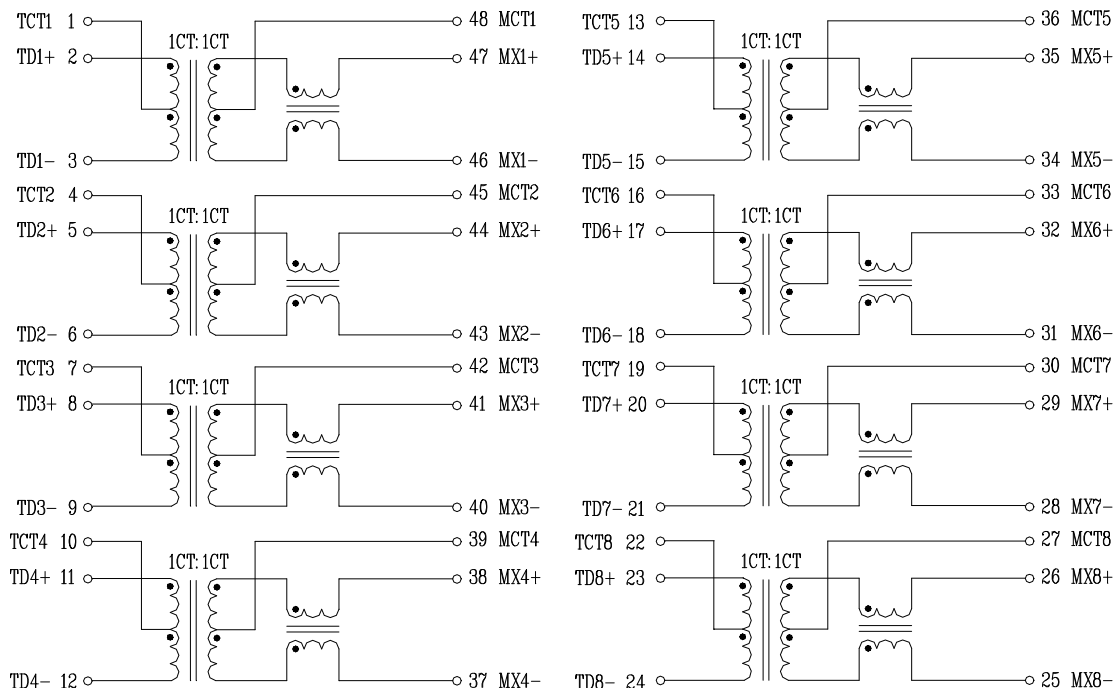 TCT1 1 48 MCT1
1CT:1CT
TD1+ 2 47 MX1+
TD1- 3 46 MX1-
TCT2 4 45 MCT2
1CT:1CT
TD2+ 5 44 MX2+
TD2- 6 43 MX2-
TCT3 7 42 MCT3
1CT:1CT
TD3+ 8 41 MX3+
TD3- 9 40 MX3-
TCT4 10 39 MCT4
1CT:1CT
TD4+ 11 38 MX4+
TD4- 12 37 MX4-
TCT5 13 36 MCT5
1CT:1CT
TD5+ 14 35 MX5+
TD5- 15 34 MX5-
TCT6 16 33 MCT6
1CT:1CT
TD6+ 17 32 MX6+
TD6- 18 31 MX6-
TCT7 19 30 MCT7
1CT:1CT
TD7+ 20 29 MX7+
TD7- 21 28 MX7-
TCT8 22 27 MCT8
1CT:1CT
TD8+ 23 26 MX8+
TD8- 24 25 MX8-